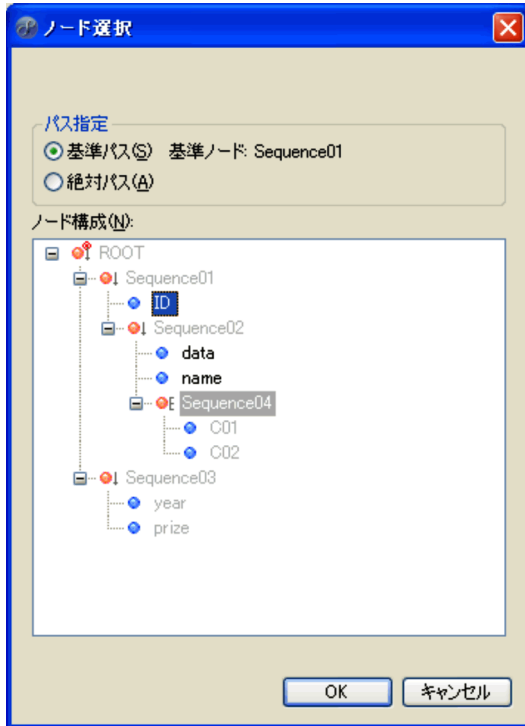 ノード選択
パス指定
基準パス(S) 基準ノード: Sequence01
絶対パス(A)
ノード構成(N):
ROOT
Sequence01
ID
Sequence02
data
name
Sequence04
C01
C02
Sequence03
year
prize
OK キャンセル